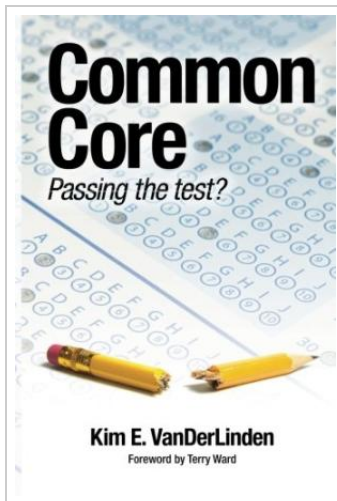 Common
Core
Passing the test?
Kim E. VanDerLinden
Foreword by Terry Ward